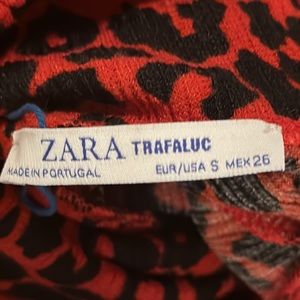 ZARA TRAFALUC
MADE IN PORTUGAL EUR/USA S MEX 26